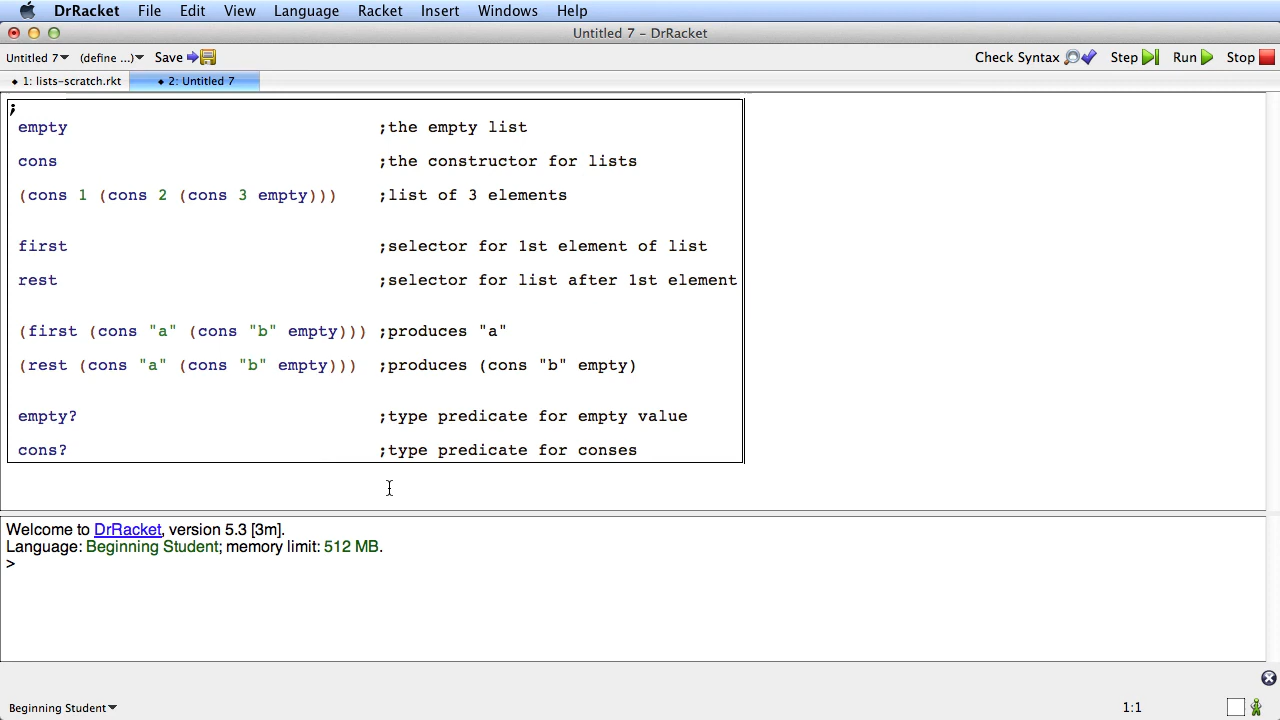 DrRacket File Edit View Language Racket Insert Windows Help
Untitled 7 - DrRacket
Untitled 7 (define ...) Save Check Syntax Step Run Stop
1: lists-scratch.rkt 2: Untitled 7
;
empty ;the empty list
cons ;the constructor for lists
(cons 1 (cons 2 (cons 3 empty))) ;list of 3 elements
first ;selector for 1st element of list
rest ;selector for list after 1st element
(first (cons "a" (cons "b" empty))) ;produces "a"
(rest (cons "a" (cons "b" empty))) ;produces (cons "b" empty)
empty? ;type predicate for empty value
cons? ;type predicate for conses
Welcome to DrRacket, version 5.3 [3m].
Language: Beginning Student; memory limit: 512 MB.
>
Beginning Student 1:1